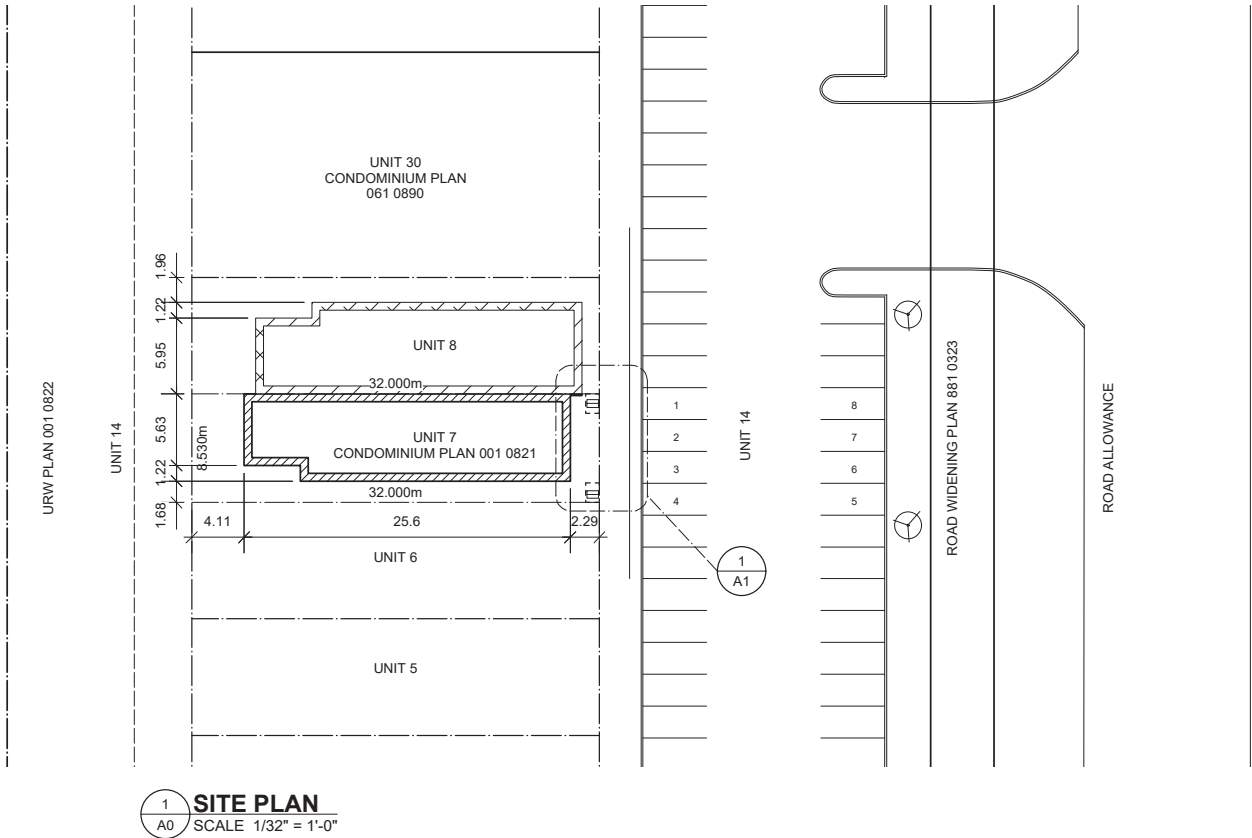 UNIT 30
CONDOMINIUM PLAN
061 0890
1.96
1.22
5.95
5.63
1.22
1.68
UNIT 8
32.000m
8.530m
UNIT 7
CONDOMINIUM PLAN 001 0821
32.000m
4.11
25.6
2.29
UNIT 6
UNIT 5
URW PLAN 001 0822
UNIT 14
1
2
3
4
UNIT 14
8
7
6
5
ROAD WIDENING PLAN 881 0323
ROAD ALLOWANCE
1
A1
1
A0
SITE PLAN
SCALE 1/32" = 1'-0"